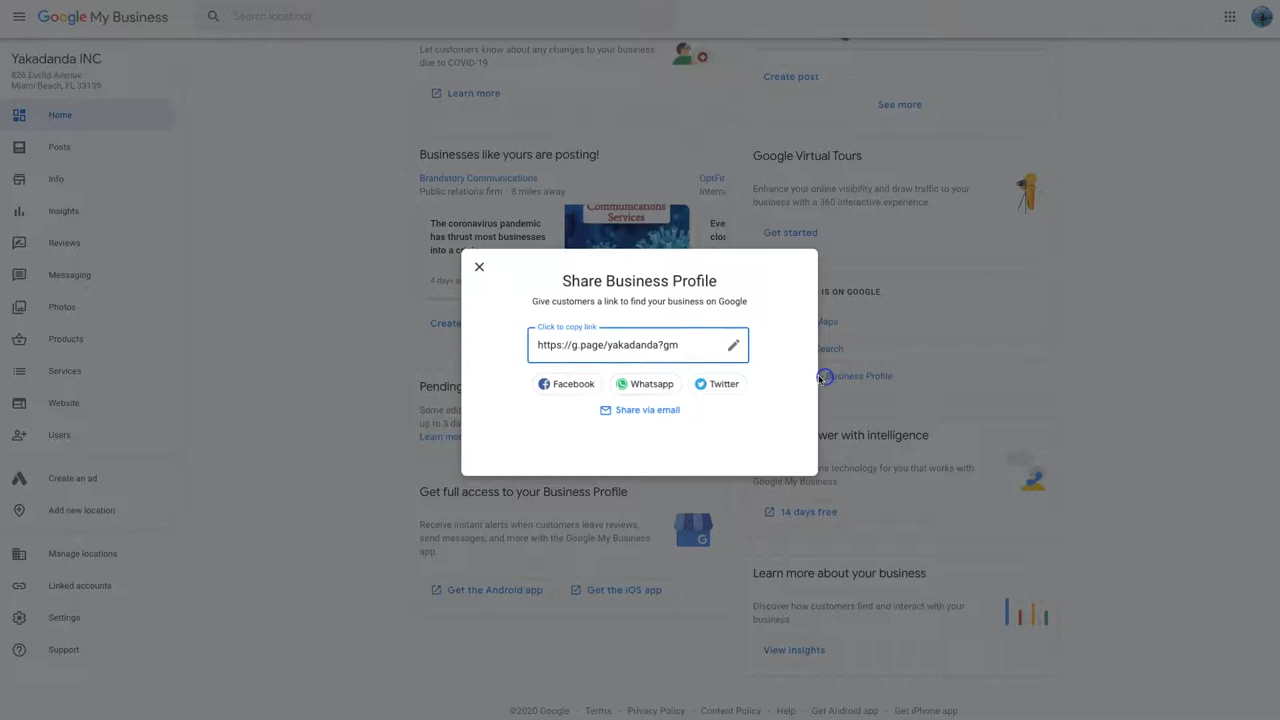 Google My Business
Search locations
Yakadanda INC
826 Euclid Avenue
Miami Beach, FL 33139
Home
Posts
Info
Insights
Reviews
Messaging
Photos
Products
Services
Website
Users
Create an ad
Add new location
Manage locations
Linked accounts
Settings
Support
Let customers know about any changes to your business
due to COVID-19
Learn more
Businesses like yours are posting!
Brandstory Communications
Public relations firm · 8 miles away
The coronavirus pandemic
has thrust most businesses
into a
4 days
Communications
Services
Pending
Some
up to 3
Learn
Get full access to your Business Profile
Receive instant alerts when customers leave reviews,
send messages, and more with the Google My Business
app.
Get the Android app
Get the iOS app
Create post
See more
Google Virtual Tours
Enhance your online visibility and draw traffic to your
business with a 360 interactive experience.
Get started
IS ON GOOGLE
Maps
Business Profile
with intelligence
technology for you that works with
Google My Business
14 days free
Learn more about your business
Discover how customers find and interact with your
business
View insights
Share Business Profile
Give customers a link to find your business on Google
Click to copy link
https://g.page/yakadanda?gm
Facebook
Whatsapp
Twitter
Share via email
©2020 Google · Terms · Privacy Policy · Content Policy · Help · Get Android app · Get iPhone app